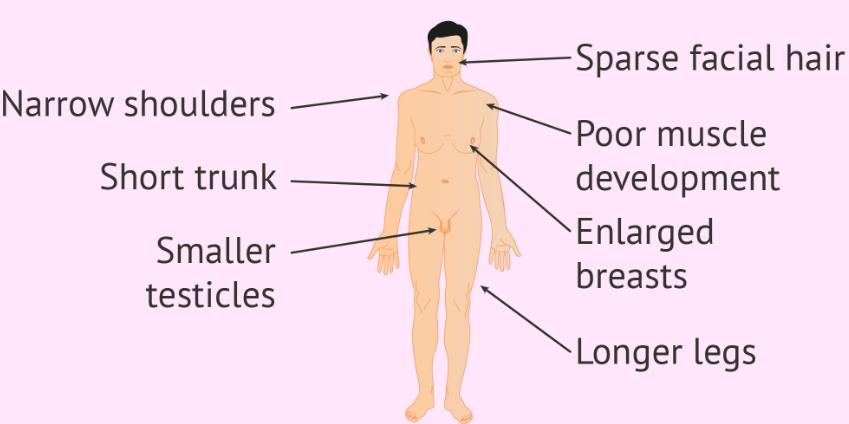 Narrow shoulders
Short trunk
Smaller
testicles
Sparse facial hair
Poor muscle
development
Enlarged
breasts
Longer legs